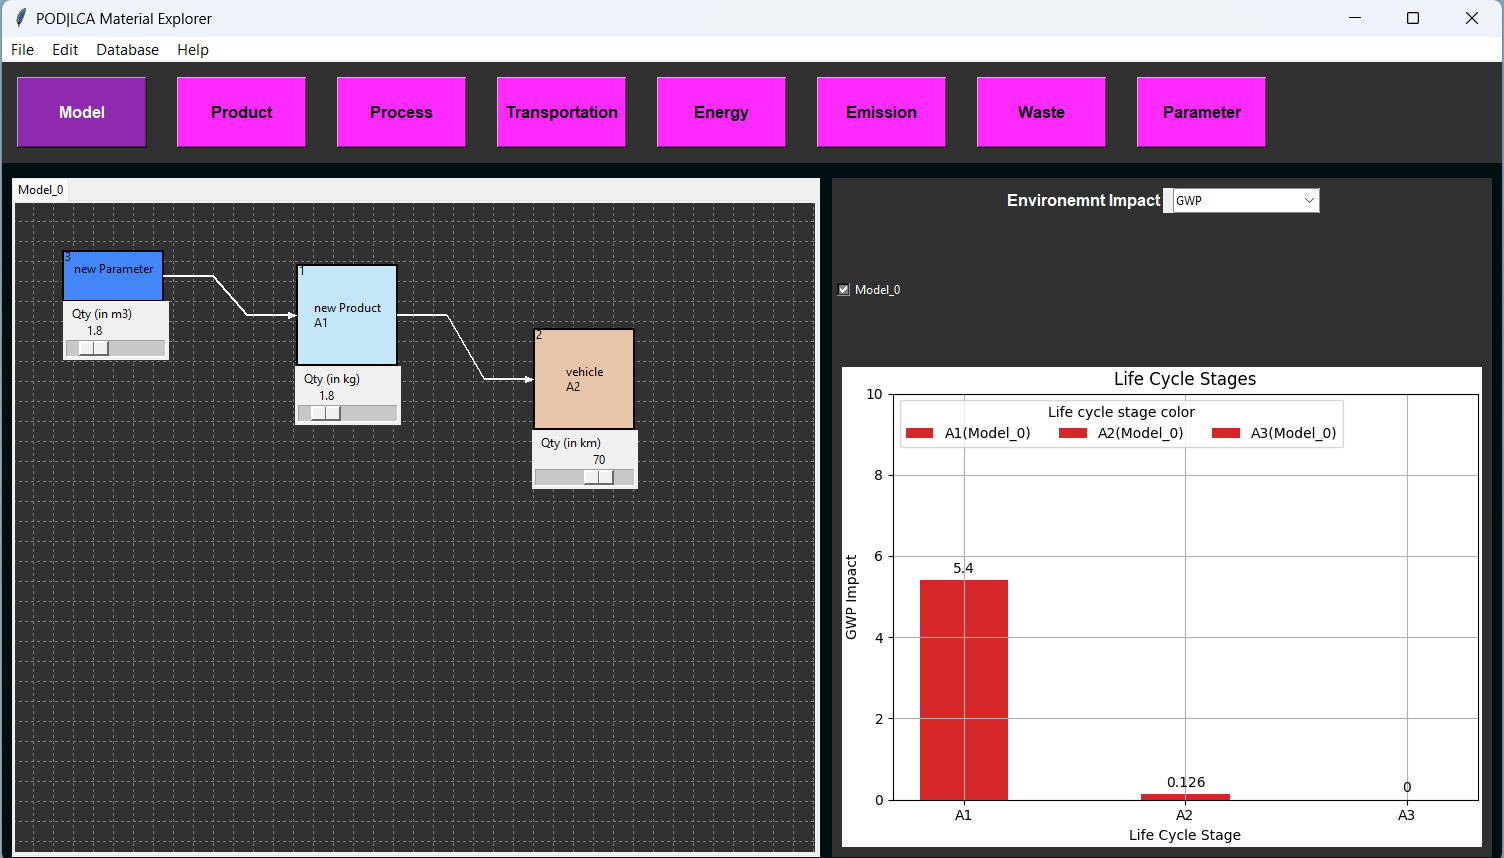 POD|LCA Material Explorer
File Edit Database Help
Model Product Process Transportation Energy Emission Waste Parameter
Model_0
3
new Parameter
Qty (in m3)
1.8
1
new Product
A1
Qty (in kg)
1.8
2
vehicle
A2
Qty (in km)
70
Environemnt Impact GWP
Model_0
Life Cycle Stages
Life cycle stage color
A1(Model_0) A2(Model_0) A3(Model_0)
10
8
6
4
2
0
GWP Impact
5.4
0.126
0
A1 A2 A3
Life Cycle Stage